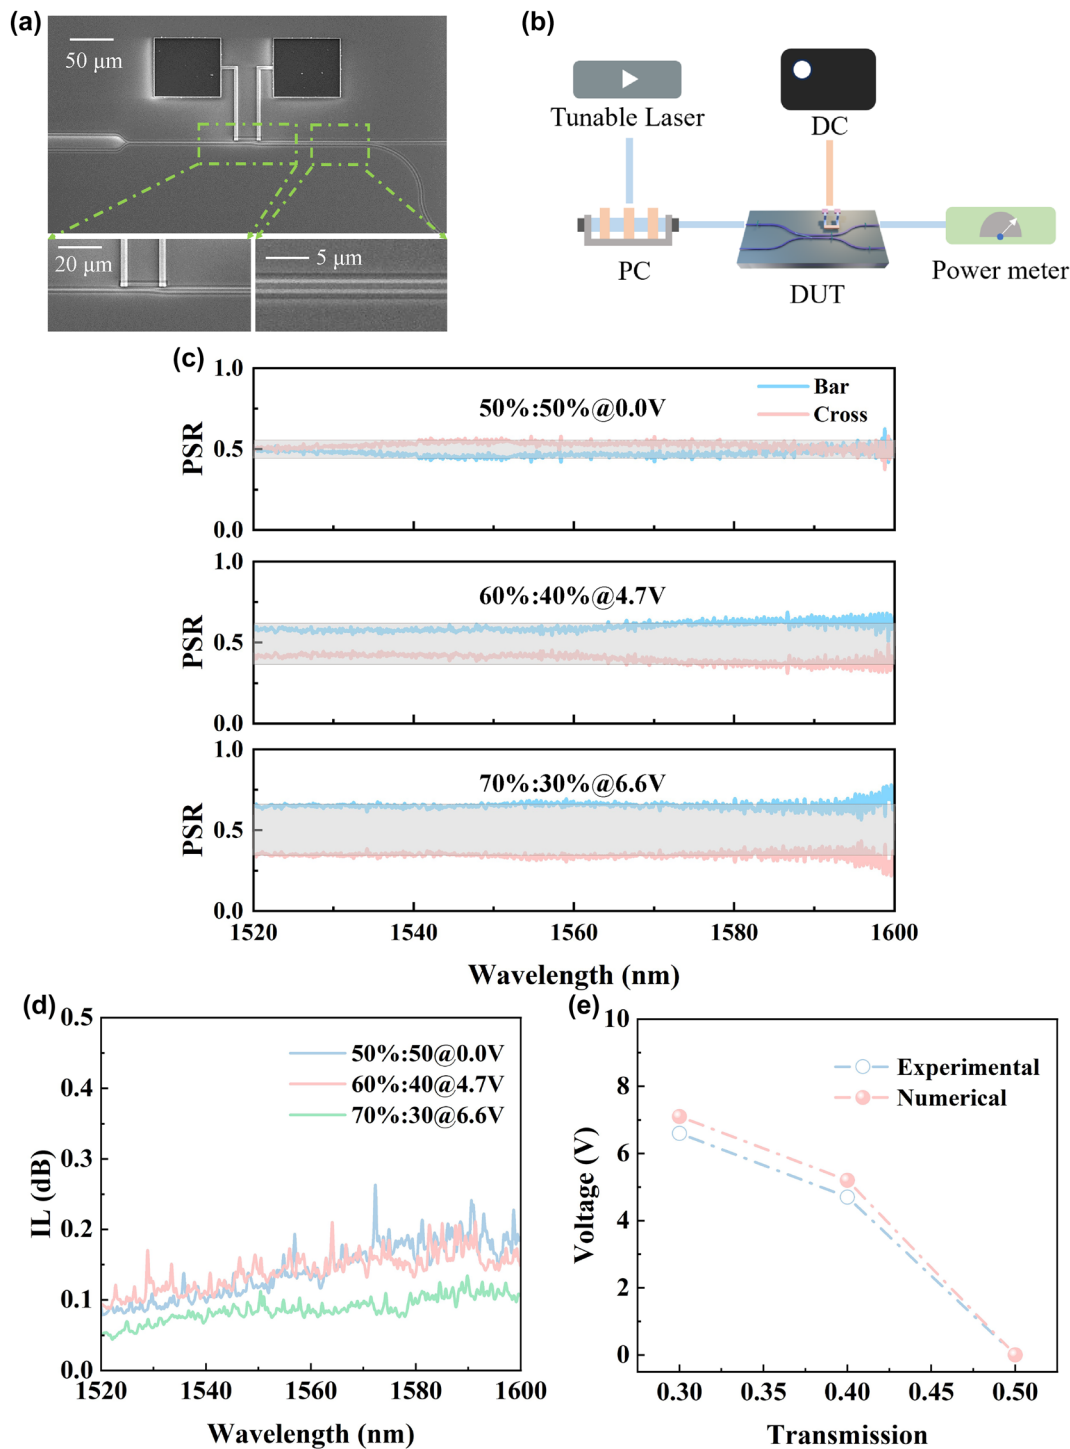 (a)
50 μm
20 μm
5 μm
(b)
Tunable Laser
DC
PC
DUT
Power meter
(c)
1.0
0.5
0.0
PSR
50%:50%@0.0V
Bar
Cross
1.0
0.5
0.0
PSR
60%:40%@4.7V
1.0
0.5
0.0
PSR
70%:30%@6.6V
1520 1540 1560 1580 1600
Wavelength (nm)
(d)
0.5
0.4
0.3
0.2
0.1
0.0
IL (dB)
50%:50@0.0V
60%:40@4.7V
70%:30@6.6V
1520 1540 1560 1580 1600
Wavelength (nm)
(e)
10
8
6
4
2
0
Voltage (V)
Experimental
Numerical
0.30 0.35 0.40 0.45 0.50
Transmission